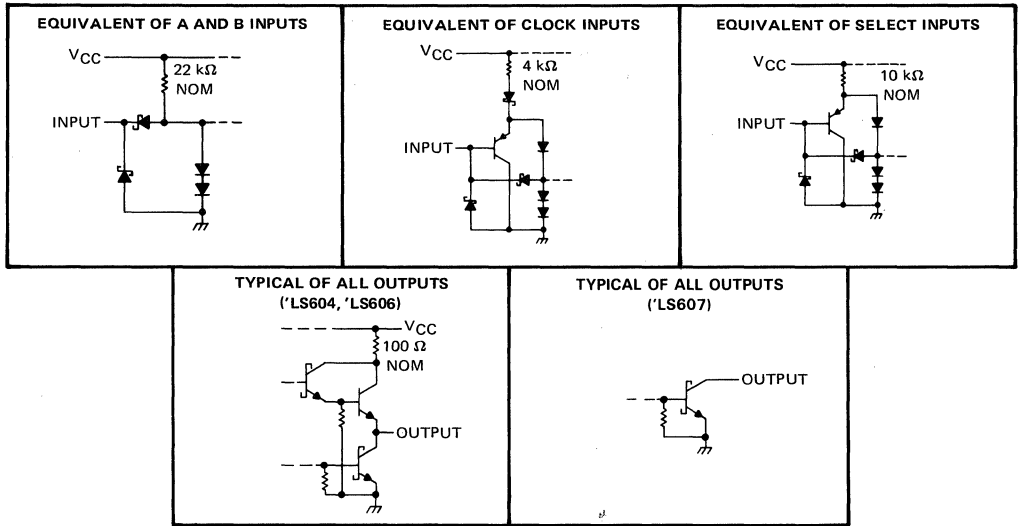 EQUIVALENT OF A AND B INPUTS
VCC
22 kΩ
NOM
INPUT
EQUIVALENT OF CLOCK INPUTS
VCC
4 kΩ
NOM
INPUT
EQUIVALENT OF SELECT INPUTS
VCC
10 kΩ
NOM
INPUT
TYPICAL OF ALL OUTPUTS
('LS604, 'LS606)
VCC
100 Ω
NOM
OUTPUT
TYPICAL OF ALL OUTPUTS
('LS607)
OUTPUT